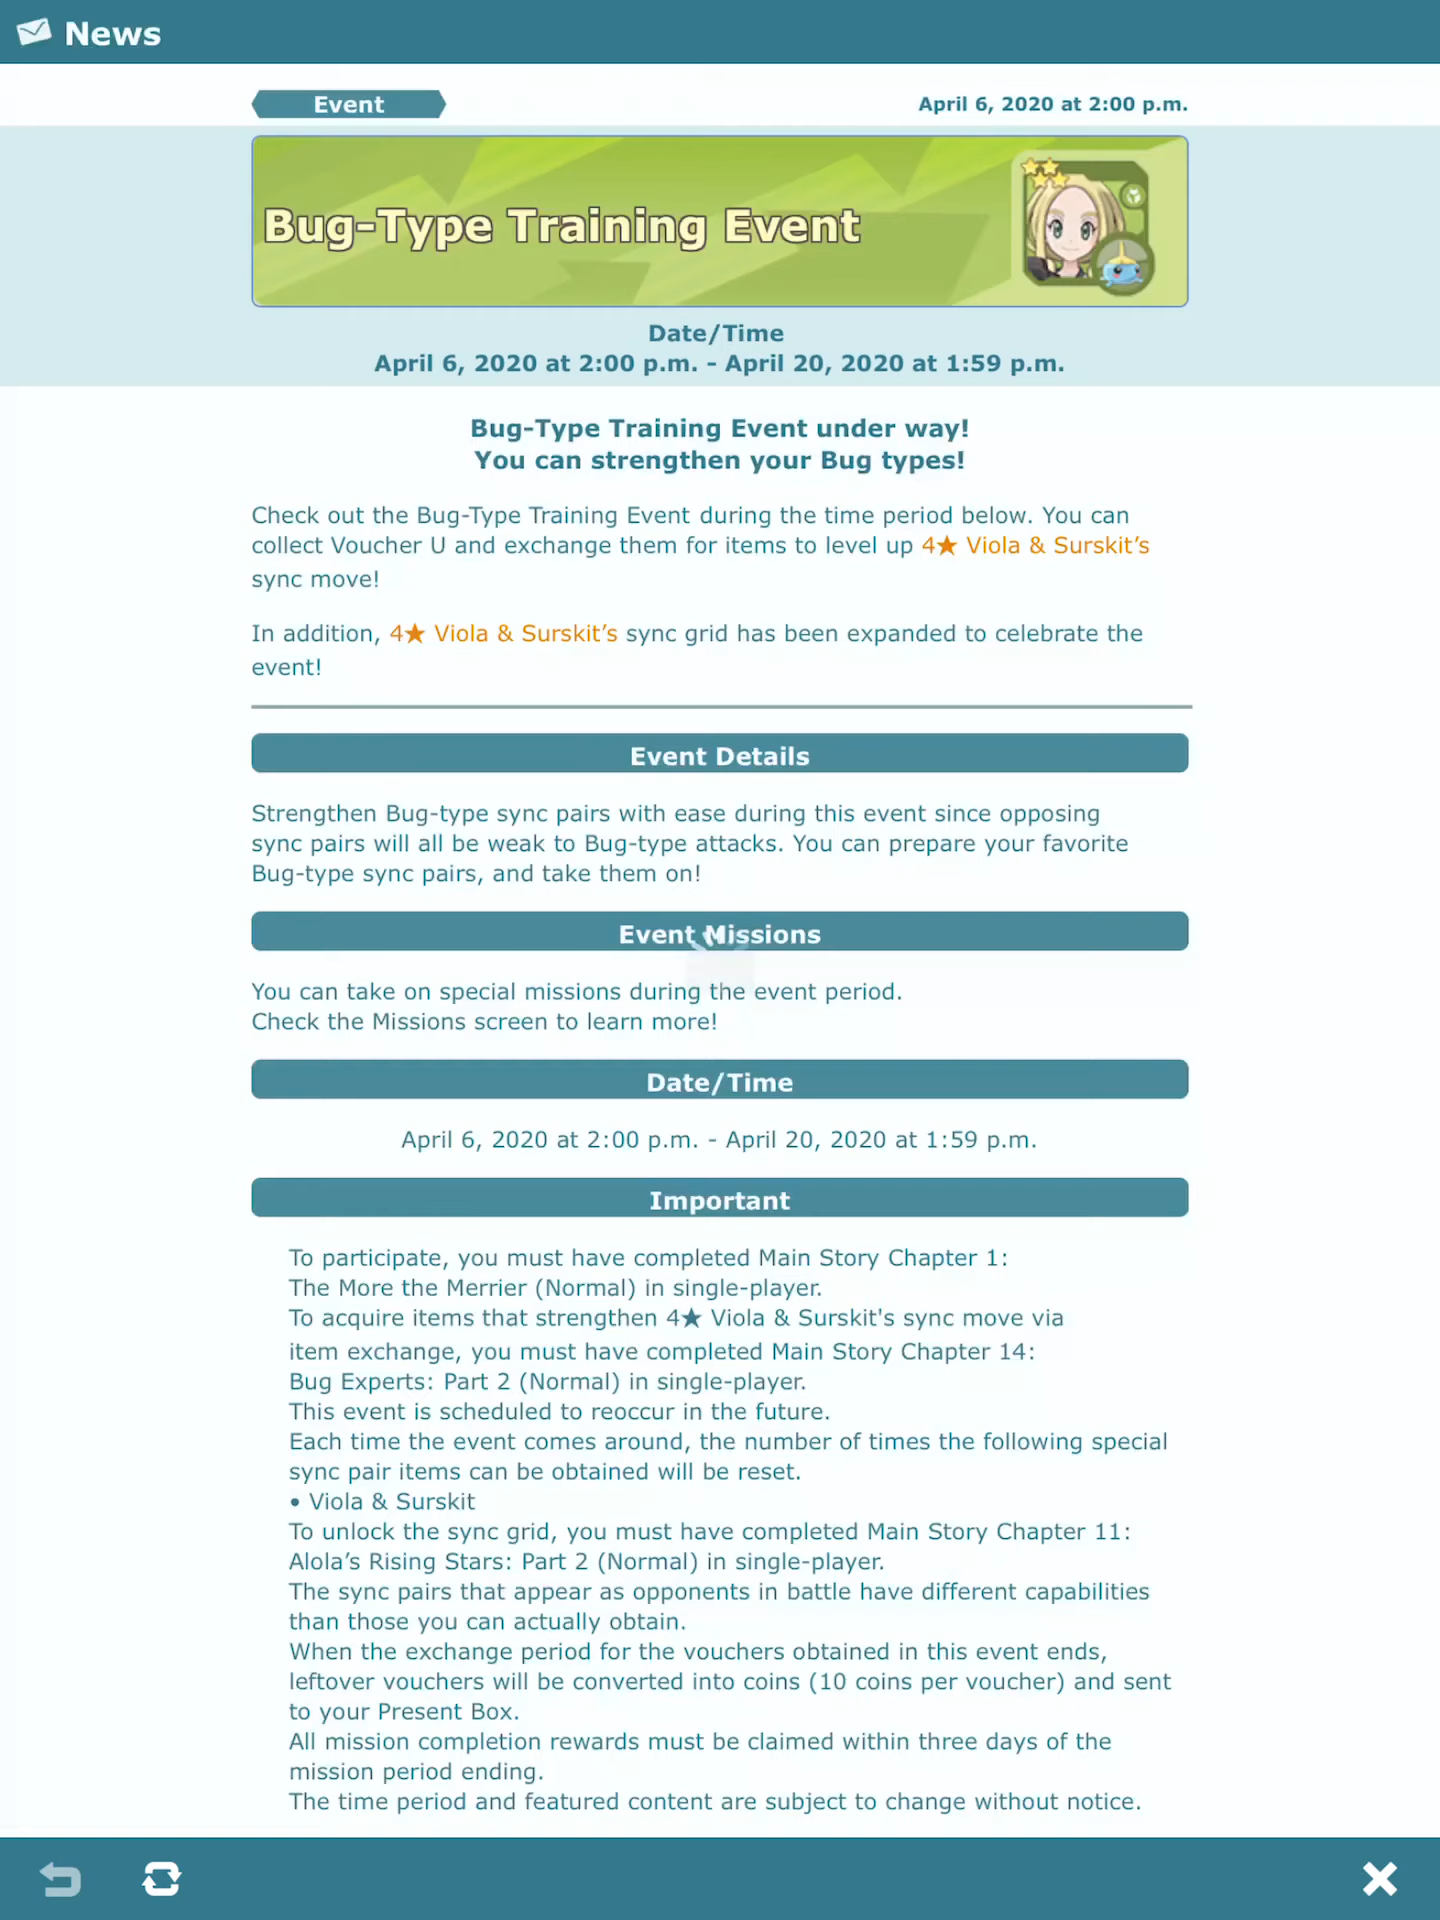 News
Event
April 6, 2020 at 2:00 p.m.
Bug-Type Training Event
Date/Time
April 6, 2020 at 2:00 p.m. - April 20, 2020 at 1:59 p.m.
Bug-Type Training Event under way!
You can strengthen your Bug types!
Check out the Bug-Type Training Event during the time period below. You can
collect Voucher U and exchange them for items to level up 4★ Viola & Surskit’s
sync move!
In addition, 4★ Viola & Surskit’s sync grid has been expanded to celebrate the
event!
Event Details
Strengthen Bug-type sync pairs with ease during this event since opposing
sync pairs will all be weak to Bug-type attacks. You can prepare your favorite
Bug-type sync pairs, and take them on!
Event Missions
You can take on special missions during the event period.
Check the Missions screen to learn more!
Date/Time
April 6, 2020 at 2:00 p.m. - April 20, 2020 at 1:59 p.m.
Important
To participate, you must have completed Main Story Chapter 1:
The More the Merrier (Normal) in single-player.
To acquire items that strengthen 4★ Viola & Surskit's sync move via
item exchange, you must have completed Main Story Chapter 14:
Bug Experts: Part 2 (Normal) in single-player.
This event is scheduled to reoccur in the future.
Each time the event comes around, the number of times the following special
sync pair items can be obtained will be reset.
• Viola & Surskit
To unlock the sync grid, you must have completed Main Story Chapter 11:
Alola’s Rising Stars: Part 2 (Normal) in single-player.
The sync pairs that appear as opponents in battle have different capabilities
than those you can actually obtain.
When the exchange period for the vouchers obtained in this event ends,
leftover vouchers will be converted into coins (10 coins per voucher) and sent
to your Present Box.
All mission completion rewards must be claimed within three days of the
mission period ending.
The time period and featured content are subject to change without notice.